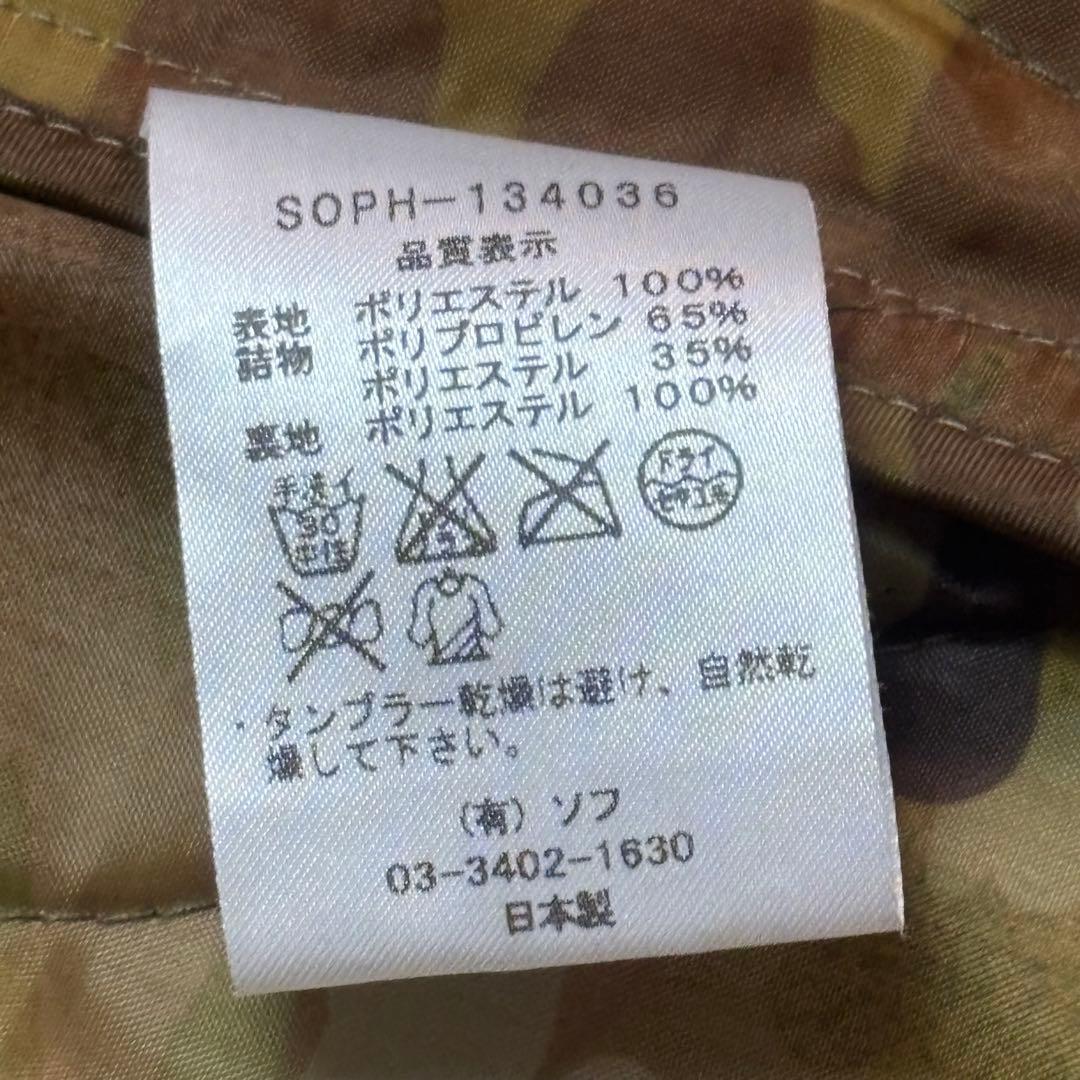 SOPH-134036
品質表示
表地 ポリエステル 100%
詰物 ポリプロピレン 65%
ポリエステル 35%
裏地 ポリエステル 100%
手洗イ ドライ
30
・タンブラー乾燥は避け、自然乾
燥して下さい。
(有) ソフ
03-3402-1630
日本製